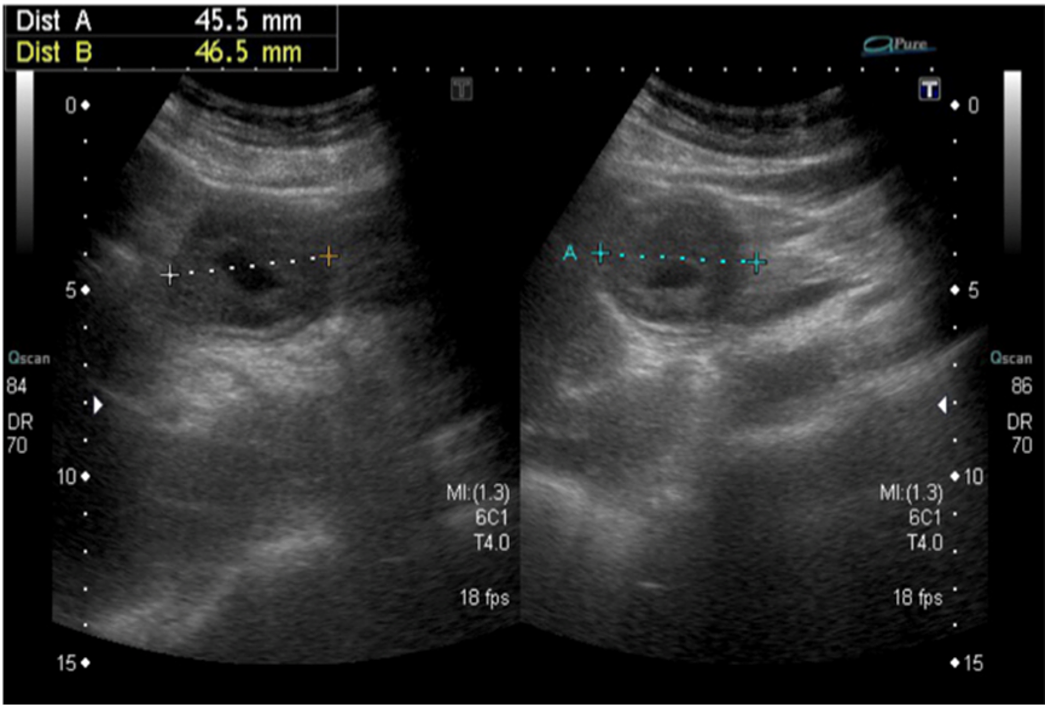 Dist A 45.5 mm
Dist B 46.5 mm
aPure
T
T
0
0
A
5
5
Qscan
84
DR
70
Qscan
86
DR
70
10
10
MI:(1.3)
6C1
T4.0
18 fps
MI:(1.3)
6C1
T4.0
18 fps
15
15